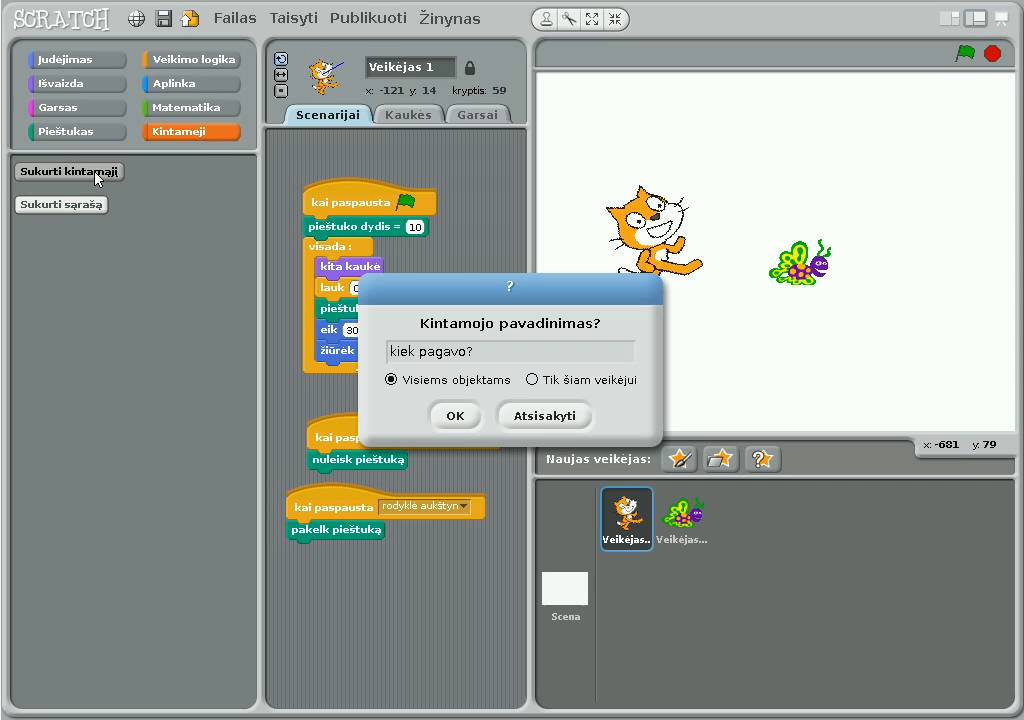 SCRATCH Failas Taisyti Publikuoti Žinynas
Judėjimas
Veikimo logika
Išvaizda
Aplinka
Garsas
Matematika
Pieštukas
Kintameji
Sukurti kintamąjį
Sukurti sąrašą
Veikėjas 1
x: -121 y: 14 kryptis: 59
Scenarijai
Kaukės
Garsai
kai paspausta
pieštuko dydis = 10
visada :
kita kaukė
lauk
eik 30
žiūrėk
nuleisk pieštuką
kai paspausta rodyklė aukštyn
pakelk pieštuką
?
Kintamojo pavadinimas?
kiek pagavo?
Visiems objektams
Tik šiam veikėjui
OK
Atsisakyti
x: -681 y: 79
Naujas veikėjas:
Veikėjas..
Veikėjas...
Scena